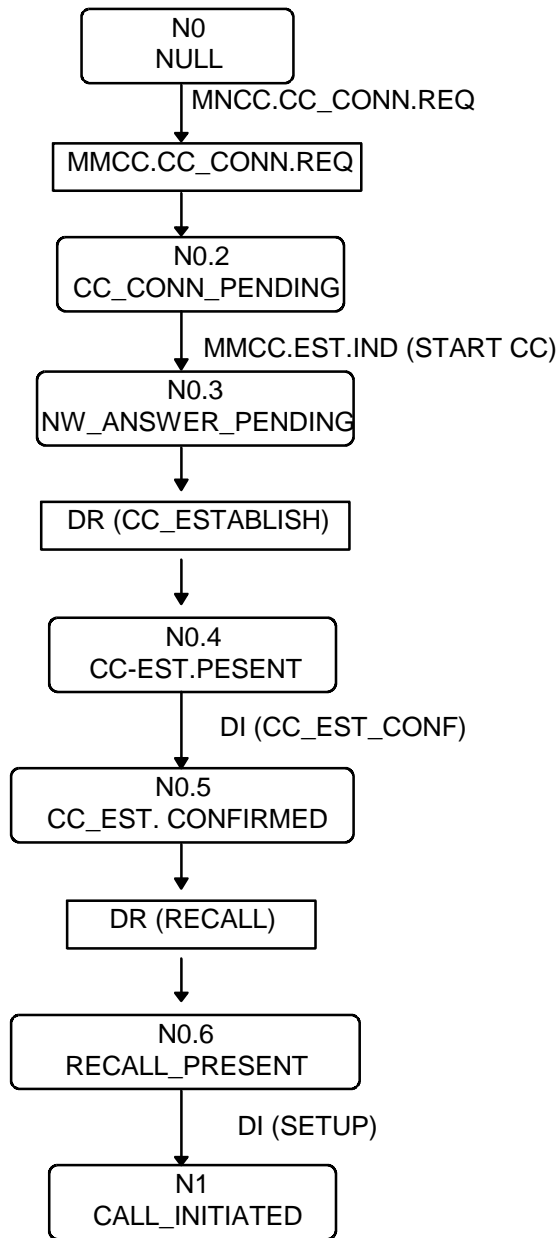 N0
NULL
MNCC.CC_CONN.REQ
MMCC.CC_CONN.REQ
N0.2
CC_CONN_PENDING
MMCC.EST.IND (START CC)
N0.3
NW_ANSWER_PENDING
DR (CC_ESTABLISH)
N0.4
CC-EST.PESENT
DI (CC_EST_CONF)
N0.5
CC_EST. CONFIRMED
DR (RECALL)
N0.6
RECALL_PRESENT
DI (SETUP)
N1
CALL_INITIATED